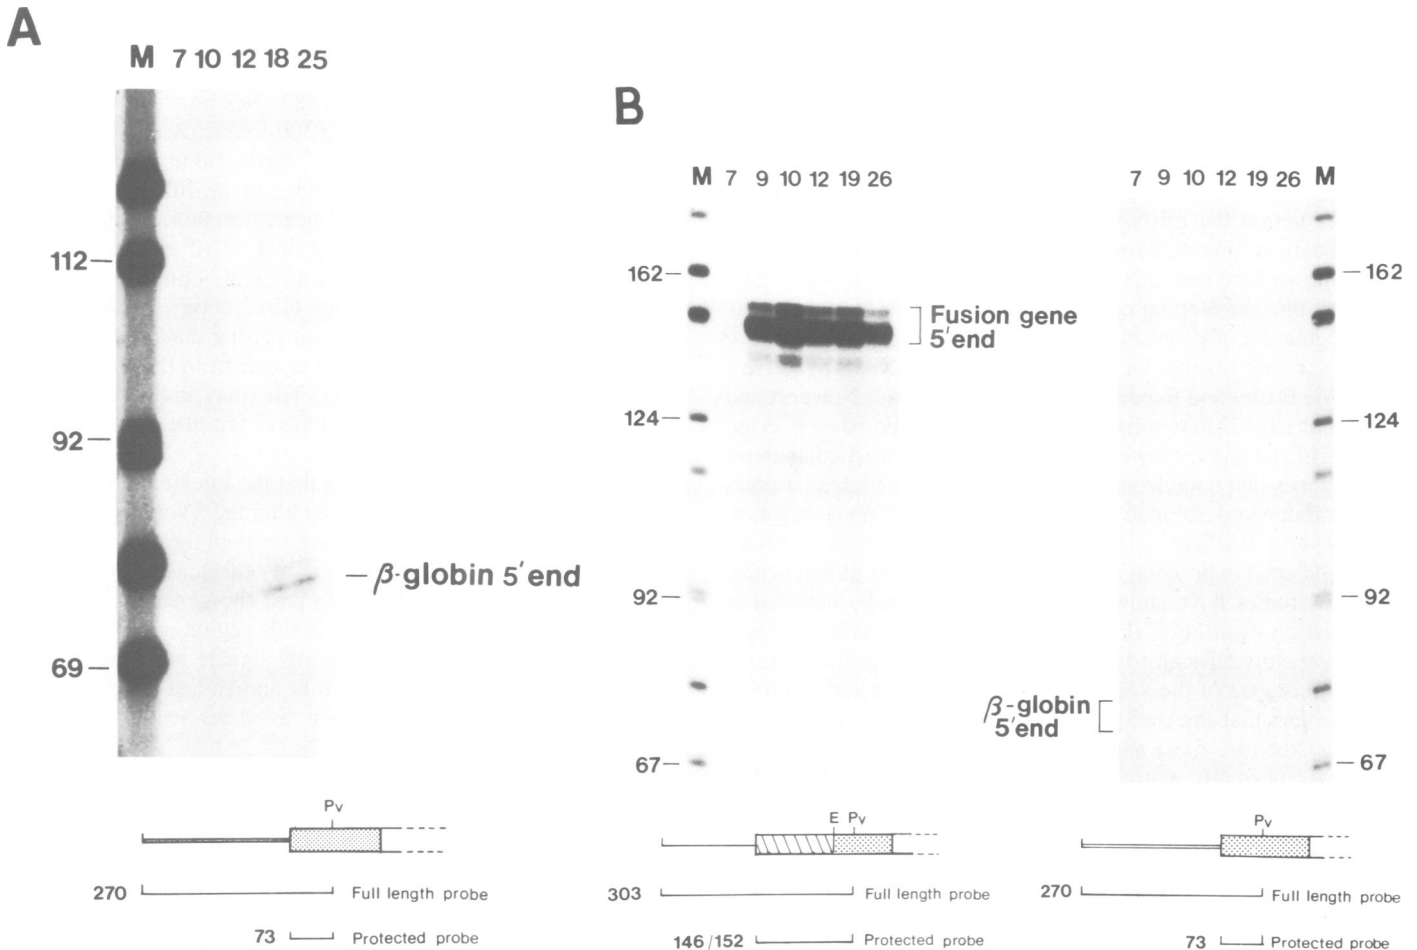 A
M 7 10 12 18 25
112
92
β-globin 5' end
69
Pv
270 Full length probe
73 Protected probe
B
M 7 9 10 12 19 26
162
Fusion gene
5' end
124
92
67
E Pv
303 Full length probe
146/152 Protected probe
7 9 10 12 19 26 M
162
124
92
β-globin
5' end
67
Pv
270 Full length probe
73 Protected probe